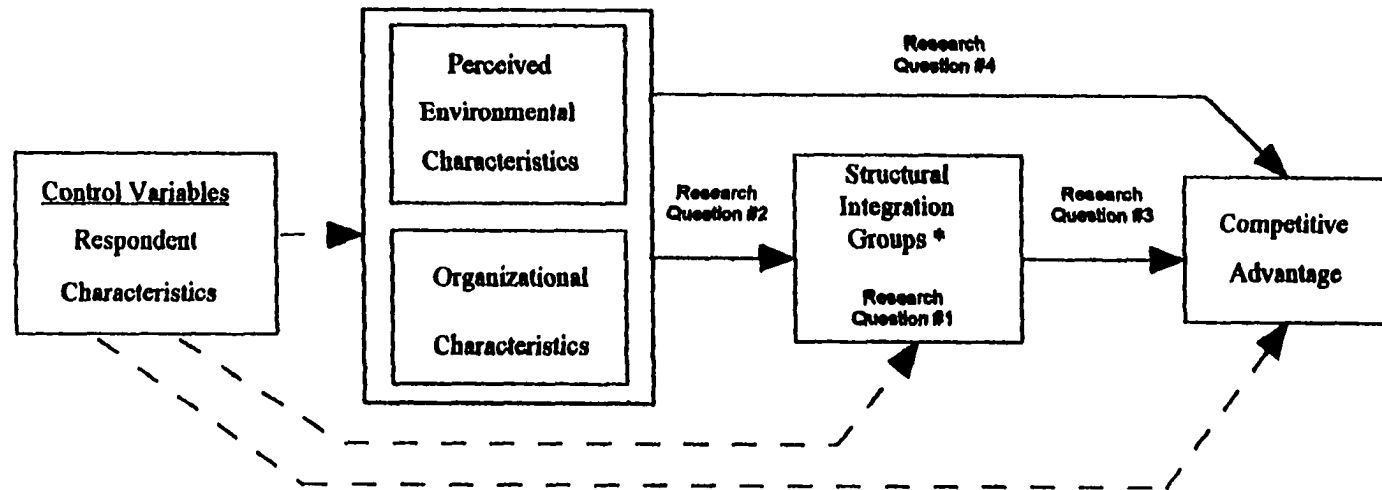 Control Variables
Respondent
Characteristics
Perceived
Environmental
Characteristics
Organizational
Characteristics
Research
Question #2
Research
Question #4
Structural
Integration
Groups *
Research
Question #1
Research
Question #3
Competitive
Advantage